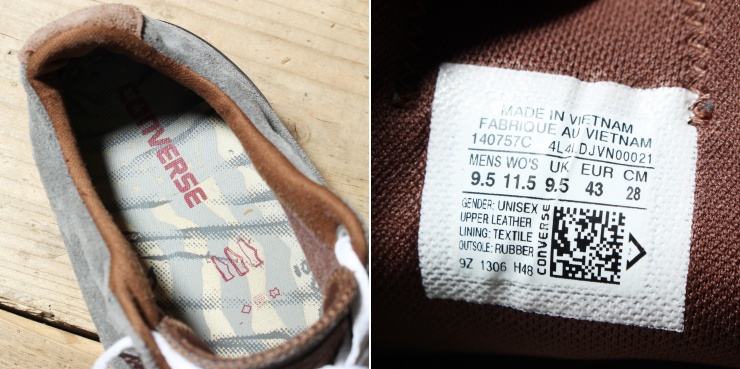 CONVERSE
MADE IN VIETNAM
FABRIQUE AU VIETNAM
140757C 4L4LDJVN00021
MENS WO'S UK EUR CM
9.5 11.5 9.5 43 28
GENDER: UNISEX
UPPER LEATHER
LINING: TEXTILE
OUTSOLE: RUBBER
9Z 1306 H48
CONVERSE